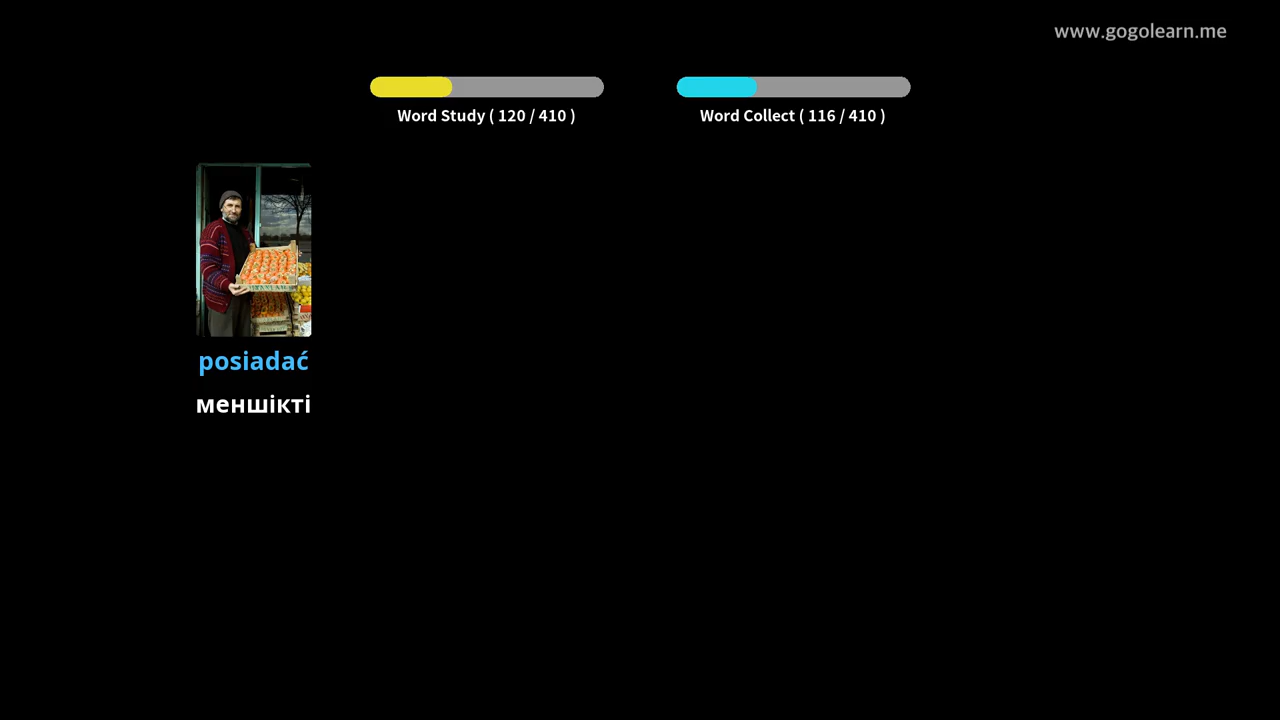 www.gogolearn.me
Word Study ( 120 / 410 )
Word Collect ( 116 / 410 )
posiadać
меншікті